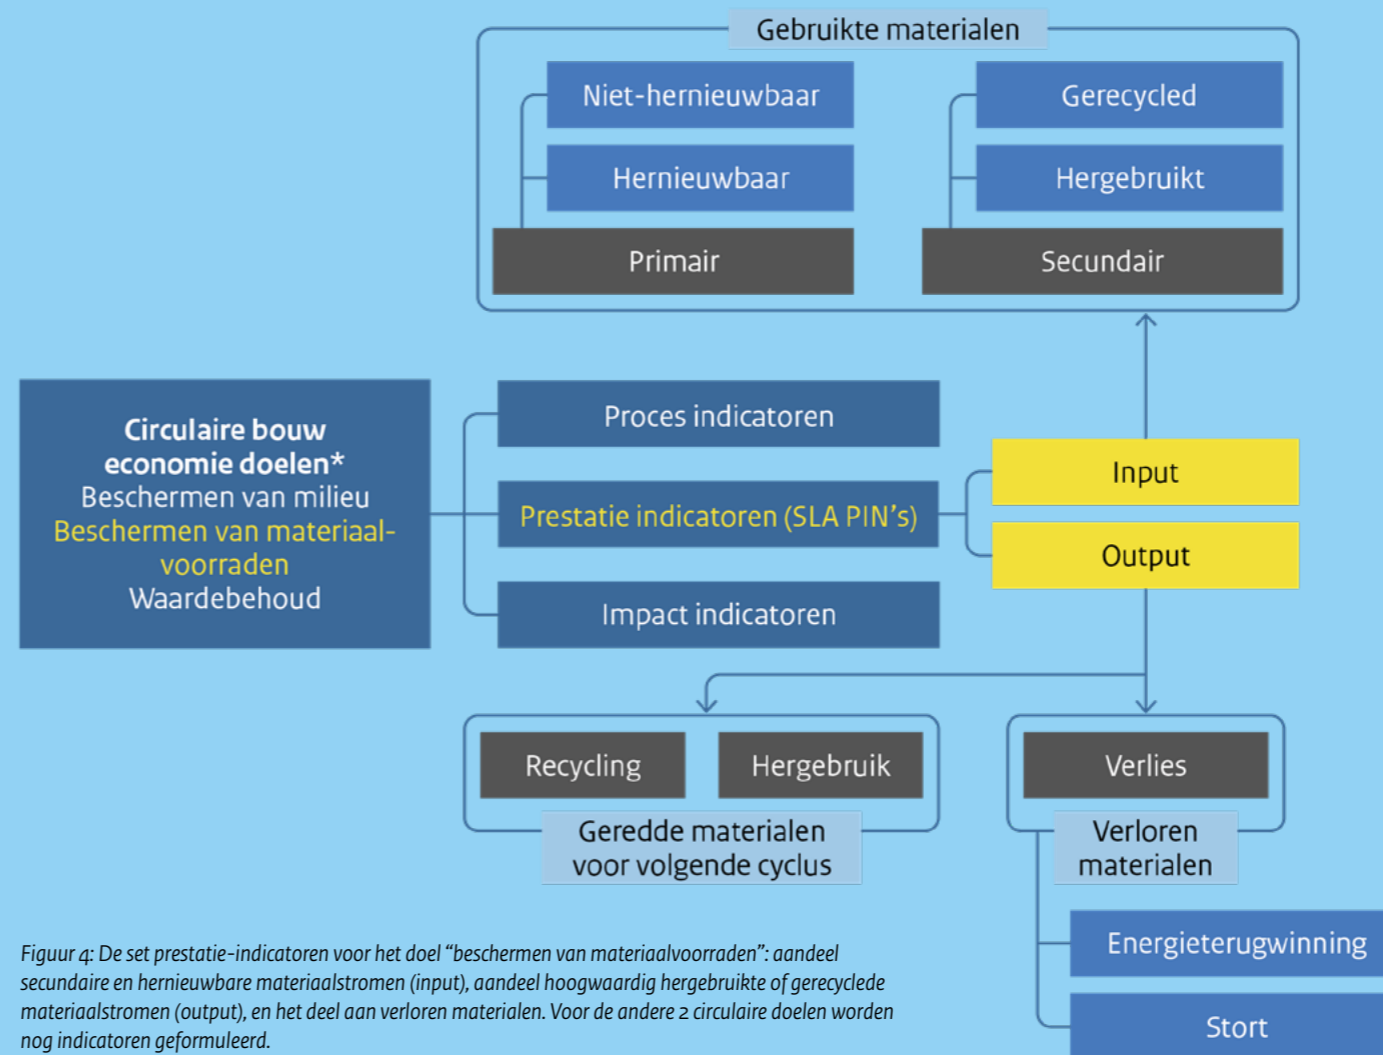 Gebruikte materialen
Niet-hernieuwbaar
Hernieuwbaar
Primair
Gerecycled
Hergebruikt
Secundair
Circulaire bouw
economie doelen*
Beschermen van milieu
Beschermen van materiaal-
voorraden
Waardebehoud
Proces indicatoren
Prestatie indicatoren (SLA PIN's)
Impact indicatoren
Input
Output
Recycling
Hergebruik
Geredde materialen
voor volgende cyclus
Verlies
Verloren
materialen
Energieterugwinning
Stort
Figuur 4: De set prestatie-indicatoren voor het doel “beschermen van materiaalvoorraden”: aandeel
secundaire en hernieuwbare materiaalstromen (input), aandeel hoogwaardig hergebruikte of gerecyclede
materiaalstromen (output), en het deel aan verloren materialen. Voor de andere 2 circulaire doelen worden
nog indicatoren geformuleerd.